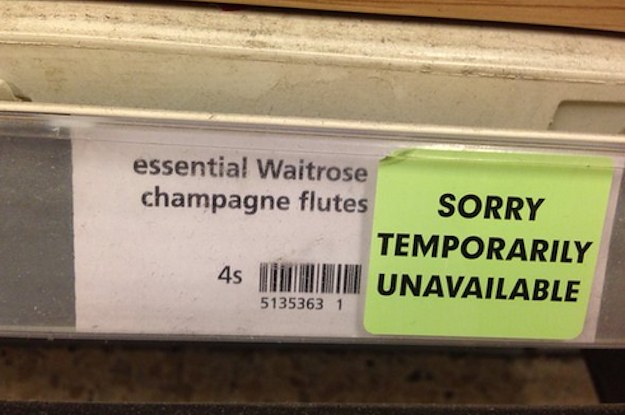 essential Waitrose
champagne flutes
4s
5135363 1
SORRY
TEMPORARILY
UNAVAILABLE